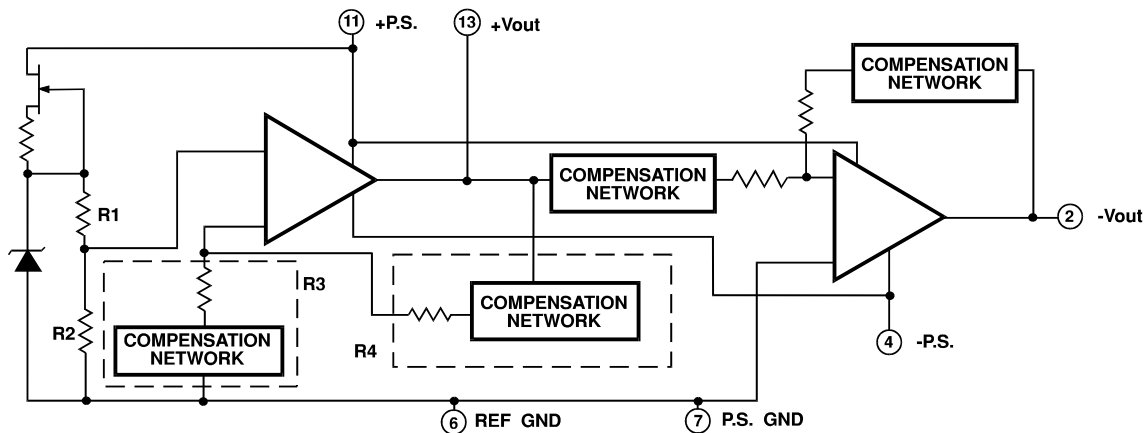 11 +P.S.
13 +Vout
COMPENSATION
NETWORK
COMPENSATION
NETWORK
R1
2 -Vout
R3
COMPENSATION
NETWORK
R2
COMPENSATION
NETWORK
R4
4 -P.S.
6 REF GND
7 P.S. GND